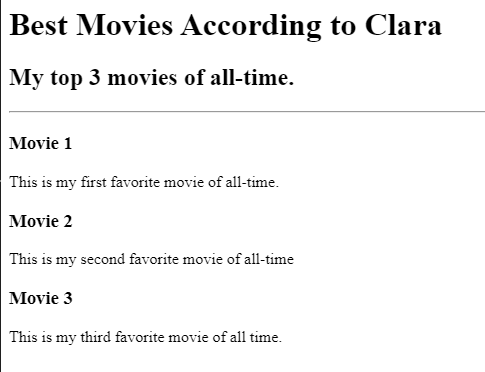 Best Movies According to Clara
My top 3 movies of all-time.
Movie 1
This is my first favorite movie of all-time.
Movie 2
This is my second favorite movie of all-time
Movie 3
This is my third favorite movie of all time.